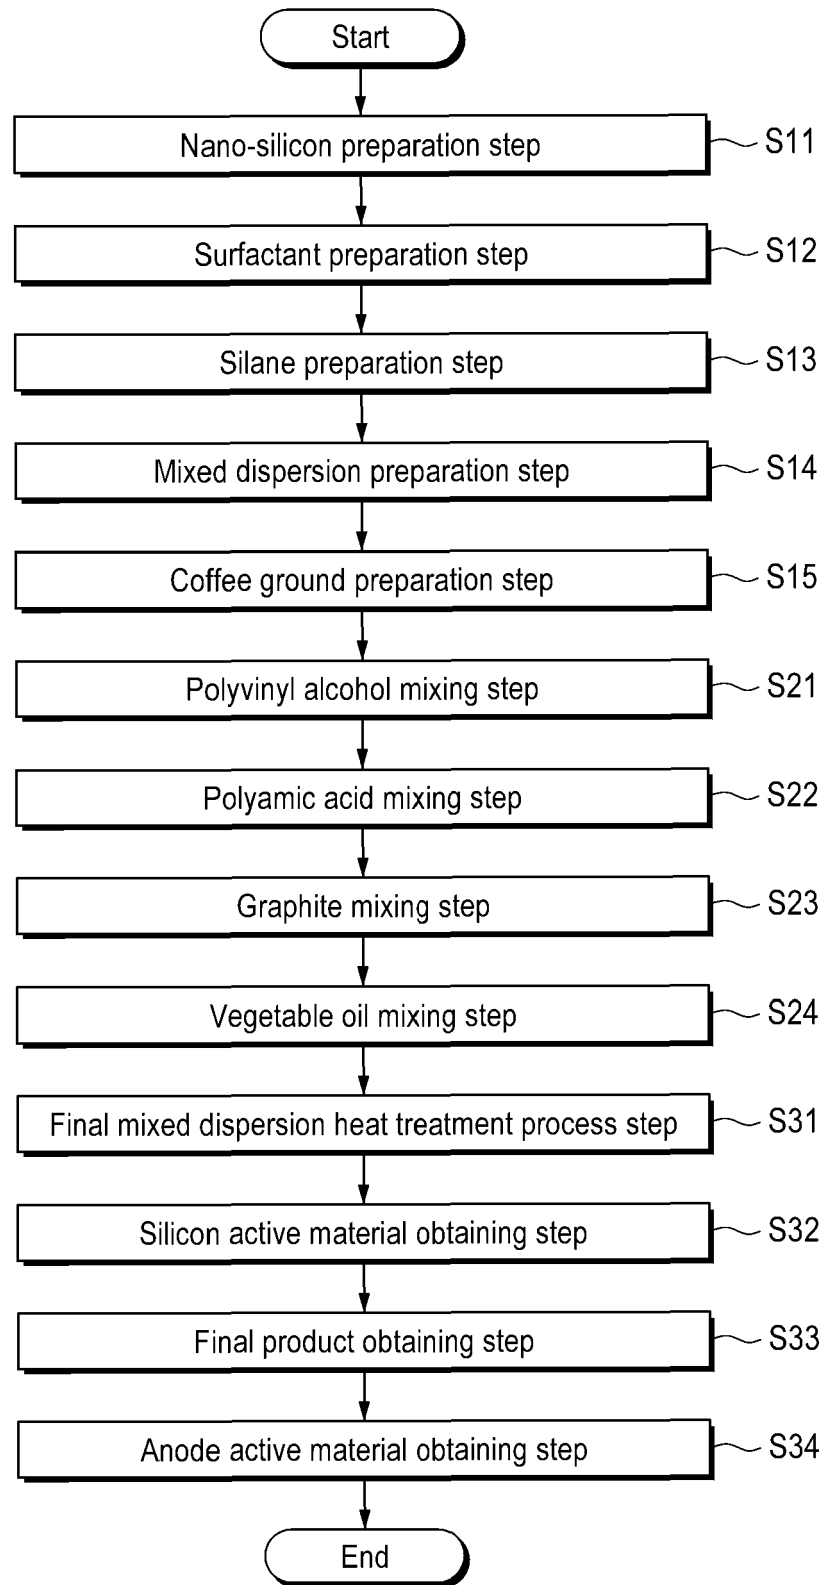 Start
Nano-silicon preparation step S11
Surfactant preparation step S12
Silane preparation step S13
Mixed dispersion preparation step S14
Coffee ground preparation step S15
Polyvinyl alcohol mixing step S21
Polyamic acid mixing step S22
Graphite mixing step S23
Vegetable oil mixing step S24
Final mixed dispersion heat treatment process step S31
Silicon active material obtaining step S32
Final product obtaining step S33
Anode active material obtaining step S34
End